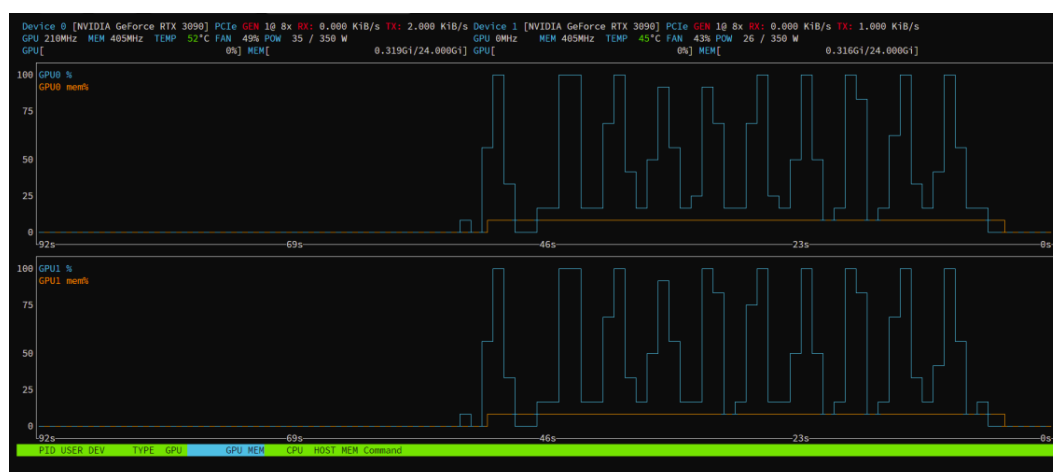 Device 0 [NVIDIA GeForce RTX 3090] PCIe GEN 1@ 8x RX: 0.000 KiB/s TX: 2.000 KiB/s Device 1 [NVIDIA GeForce RTX 3090] PCIe GEN 1@ 8x RX: 0.000 KiB/s TX: 1.000 KiB/s
GPU 210MHz MEM 405MHz TEMP 52°C FAN 49% POW 35 / 350 W GPU 0MHz MEM 405MHz TEMP 45°C FAN 43% POW 26 / 350 W
GPU[ 0%] MEM[ 0.319Gi/24.000Gi] GPU[ 0%] MEM[ 0.316Gi/24.000Gi]
100 GPU0 %
GPU0 mem%
75
50
25
0
92s 69s 46s 23s 0s
100 GPU1 %
GPU1 mem%
75
50
25
0
92s 69s 46s 23s 0s
PID USER DEV TYPE GPU GPU MEM CPU HOST MEM Command